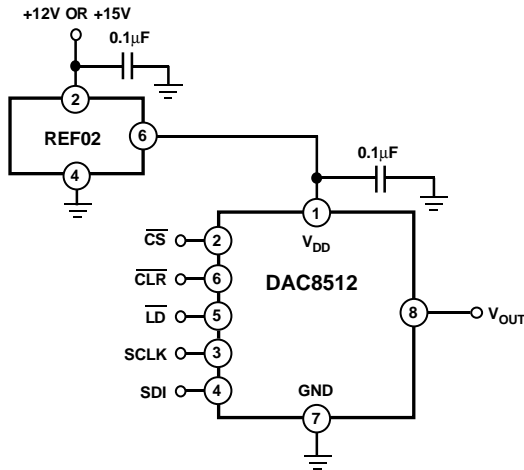 +12V OR +15V
0.1μF
2
REF02
6
4
0.1μF
1
V_DD
CS̅
2
DAC8512
CLR̅
6
LD̅
5
8
V_OUT
SCLK
3
SDI
4
GND
7